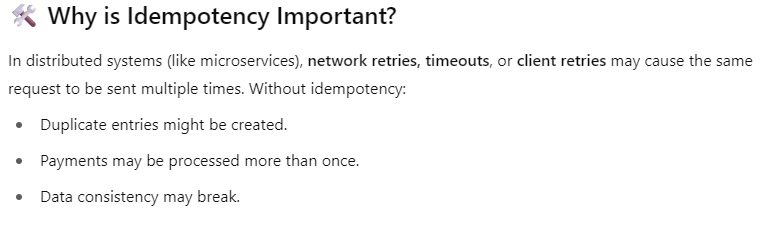 🛠️ Why is Idempotency Important?
In distributed systems (like microservices), network retries, timeouts, or client retries may cause the same
request to be sent multiple times. Without idempotency:
• Duplicate entries might be created.
• Payments may be processed more than once.
• Data consistency may break.